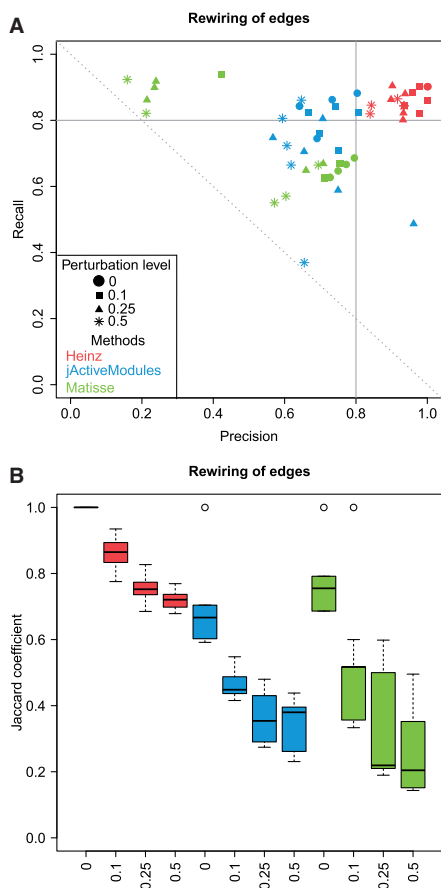 A
Rewiring of edges
Recall
1.0
0.8
0.6
0.4
0.2
0.0
Perturbation level
0
0.1
0.25
0.5
Methods
Heinz
jActiveModules
Matisse
0.0 0.2 0.4 0.6 0.8 1.0
Precision
B
Rewiring of edges
Jaccard coefficient
1.0
0.8
0.6
0.4
0.2
0.0
0 0.1 0.25 0.5 0 0.1 0.25 0.5 0 0.1 0.25 0.5